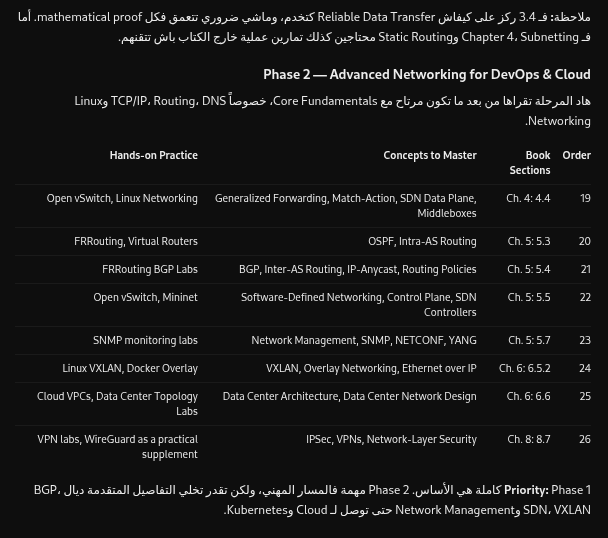 ملاحظة: فـ 3.4 ركز على كيفاش Reliable Data Transfer كتخدم، وماشي ضروري تتعمق فكل mathematical proof. أما
فـ Chapter 4، Subnetting وStatic Routing محتاجين كذلك تمارين عملية خارج الكتاب باش تتقنهم.
Phase 2 — Advanced Networking for DevOps & Cloud
هاد المرحلة تقراها من بعد ما تكون مرتاح مع Core Fundamentals، خصوصاً TCP/IP، Routing، DNS وLinux
Networking.
Order Book Sections Concepts to Master Hands-on Practice
19 Ch. 4: 4.4 Generalized Forwarding, Match-Action, SDN Data Plane, Middleboxes Open vSwitch, Linux Networking
20 Ch. 5: 5.3 OSPF, Intra-AS Routing FRRouting, Virtual Routers
21 Ch. 5: 5.4 BGP, Inter-AS Routing, IP-Anycast, Routing Policies FRRouting BGP Labs
22 Ch. 5: 5.5 Software-Defined Networking, Control Plane, SDN Controllers Open vSwitch, Mininet
23 Ch. 5: 5.7 Network Management, SNMP, NETCONF, YANG SNMP monitoring labs
24 Ch. 6: 6.5.2 VXLAN, Overlay Networking, Ethernet over IP Linux VXLAN, Docker Overlay
25 Ch. 6: 6.6 Data Center Architecture, Data Center Network Design Cloud VPCs, Data Center Topology Labs
26 Ch. 8: 8.7 IPSec, VPNs, Network-Layer Security VPN labs, WireGuard as a practical supplement
Priority: Phase 1 كاملة هي الأساس. Phase 2 مهمة فالمسار المهني، ولكن تقدر تخلي التفاصيل المتقدمة ديال BGP،
SDN، VXLAN وNetwork Management حتى توصل لـ Cloud وKubernetes.